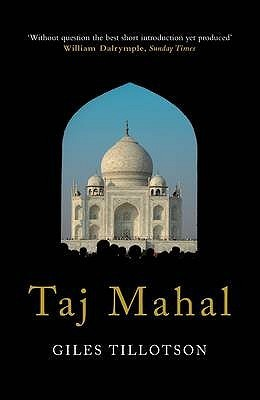 ‘Without question the best short introduction yet produced’
William Dalrymple, Sunday Times
Taj Mahal
GILES TILLOTSON